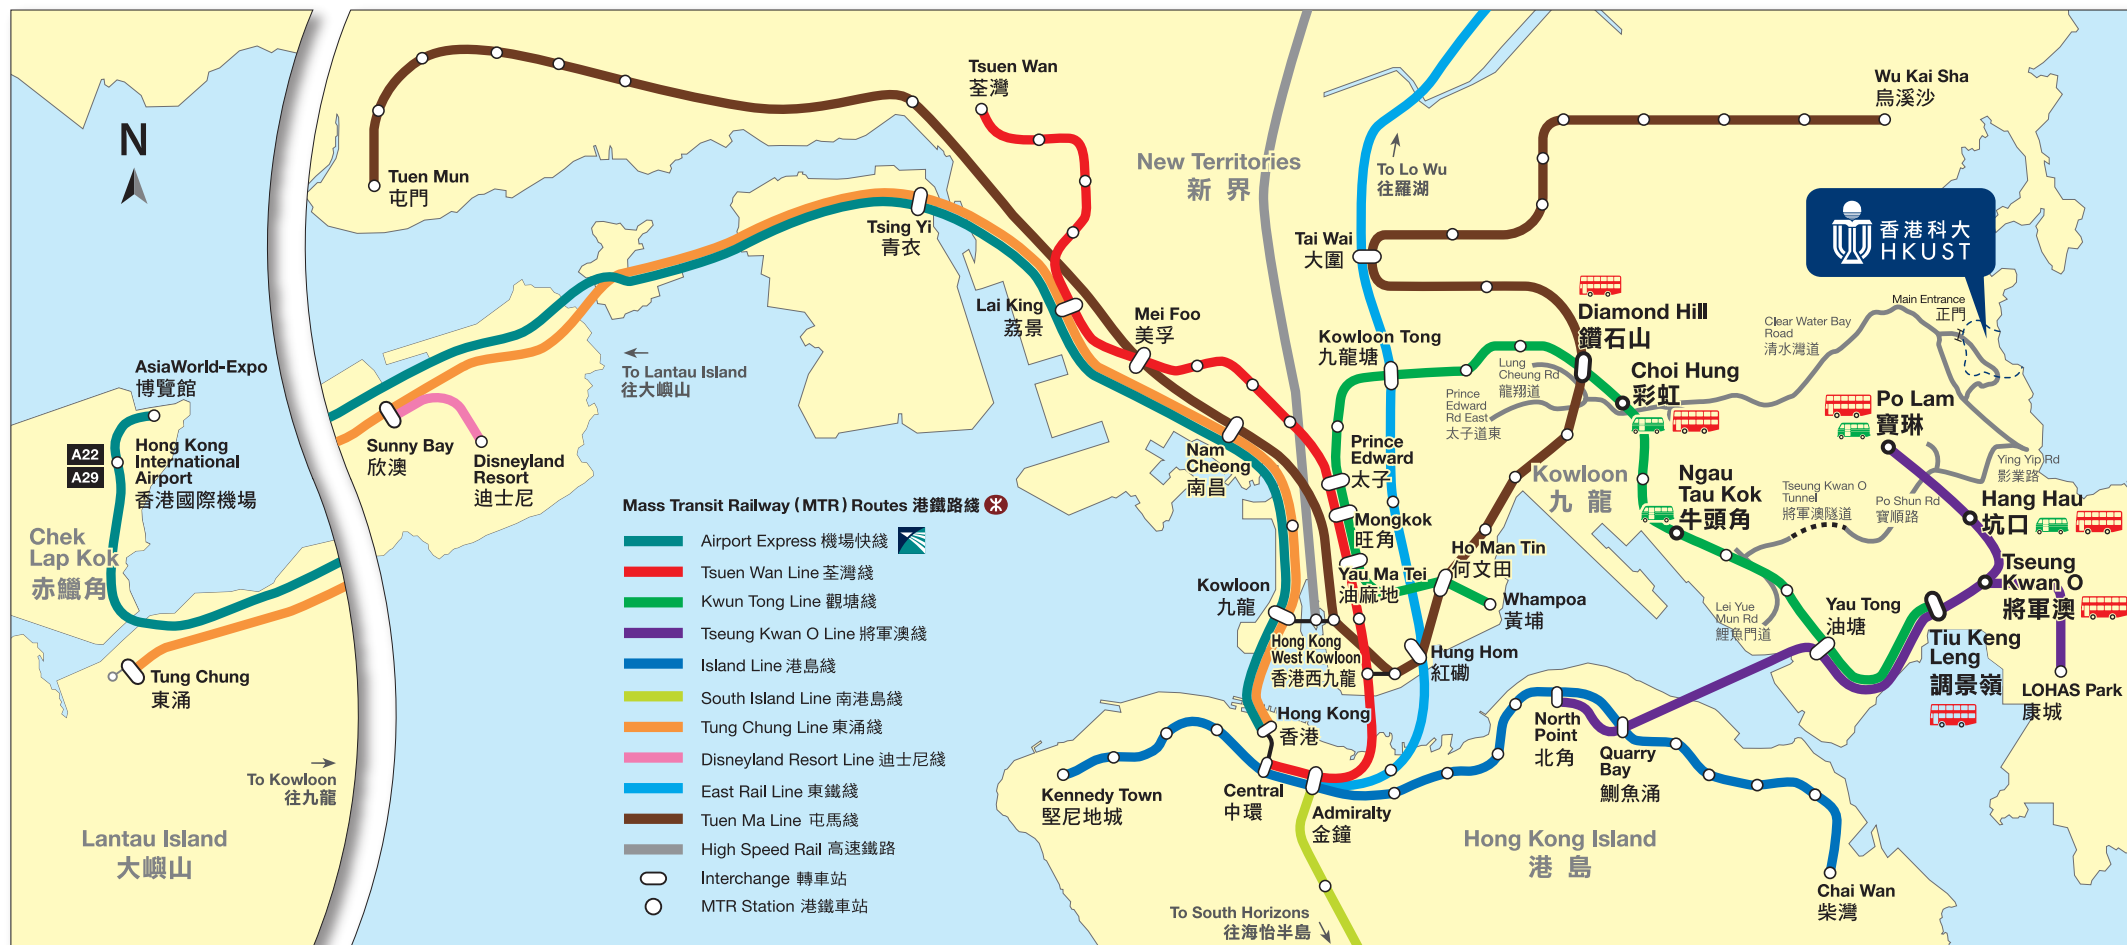 N
Tuen Mun
屯門
Tsuen Wan
荃灣
New Territories
新界
To Lo Wu
往羅湖
Wu Kai Sha
烏溪沙
香港科大
HKUST
Tsing Yi
青衣
Tai Wai
大圍
Lai King
荔景
Mei Foo
美孚
Kowloon Tong
九龍塘
Diamond Hill
鑽石山
Main Entrance
正門
Clear Water Bay
Road
清水灣道
To Lantau Island
往大嶼山
AsiaWorld-Expo
博覽館
A22
A29
Hong Kong
International
Airport
香港國際機場
Chek
Lap Kok
赤鱲角
Sunny Bay
欣澳
Disneyland
Resort
迪士尼
Lung
Cheung Rd
龍翔道
Prince
Edward
Rd East
太子道東
Choi Hung
彩虹
Po Lam
寶琳
Nam
Cheong
南昌
Prince
Edward
太子
Kowloon
九龍
Ngau
Tau Kok
牛頭角
Tseung Kwan O
Tunnel
將軍澳隧道
Ying Yip Rd
影業路
Po Shun Rd
寶順路
Hang Hau
坑口
Mongkok
旺角
Yau Ma Tei
油麻地
Ho Man Tin
何文田
Whampoa
黃埔
Tseung
Kwan O
將軍澳
Lei Yue
Mun Rd
鯉魚門道
Yau Tong
油塘
Tiu Keng
Leng
調景嶺
LOHAS Park
康城
Kowloon
九龍
Hong Kong
West Kowloon
香港西九龍
Hung Hom
紅磡
Tung Chung
東涌
To Kowloon
往九龍
Lantau Island
大嶼山
Hong Kong
香港
Kennedy Town
堅尼地城
Central
中環
Admiralty
金鐘
North
Point
北角
Quarry
Bay
鰂魚涌
Hong Kong Island
港島
Chai Wan
柴灣
To South Horizons
往海怡半島
Mass Transit Railway (MTR) Routes 港鐵路綫
Airport Express 機場快綫
Tsuen Wan Line 荃灣綫
Kwun Tong Line 觀塘綫
Tseung Kwan O Line 將軍澳綫
Island Line 港島綫
South Island Line 南港島綫
Tung Chung Line 東涌綫
Disneyland Resort Line 迪士尼綫
East Rail Line 東鐵綫
Tuen Ma Line 屯馬綫
High Speed Rail 高速鐵路
Interchange 轉車站
MTR Station 港鐵車站